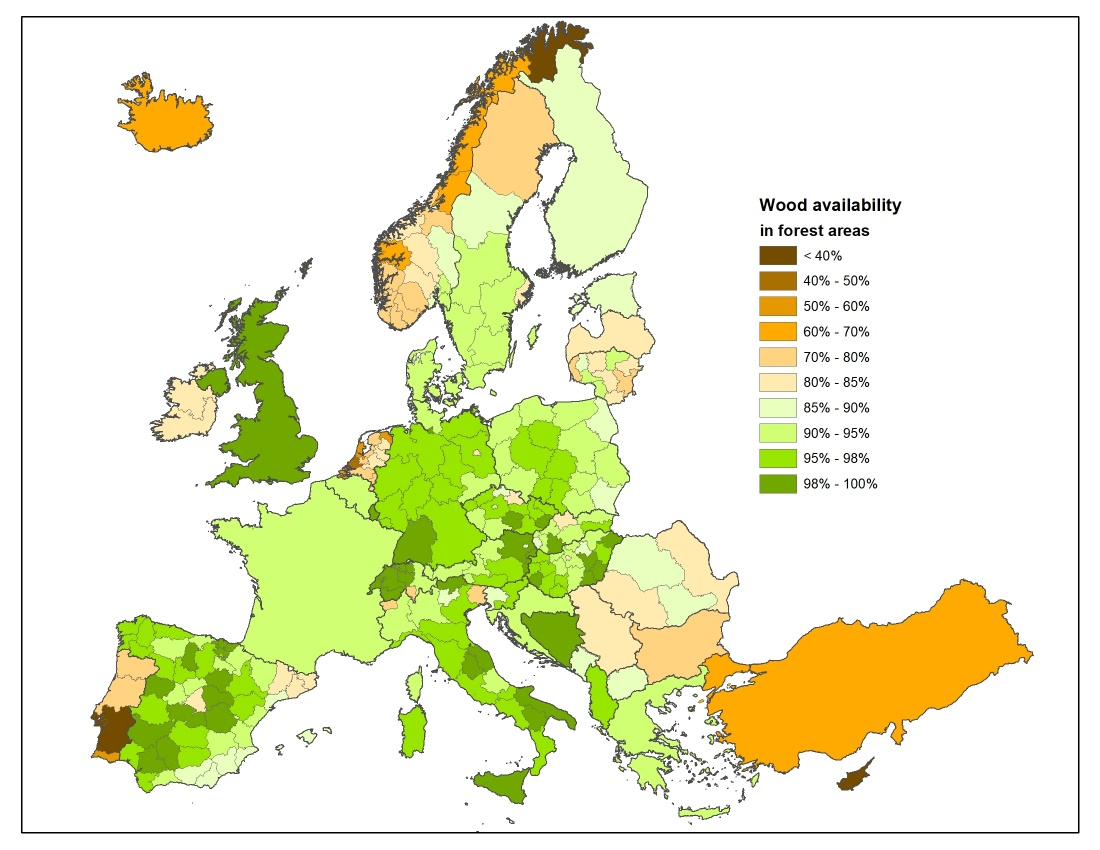 Wood availability
in forest areas
< 40%
40% - 50%
50% - 60%
60% - 70%
70% - 80%
80% - 85%
85% - 90%
90% - 95%
95% - 98%
98% - 100%